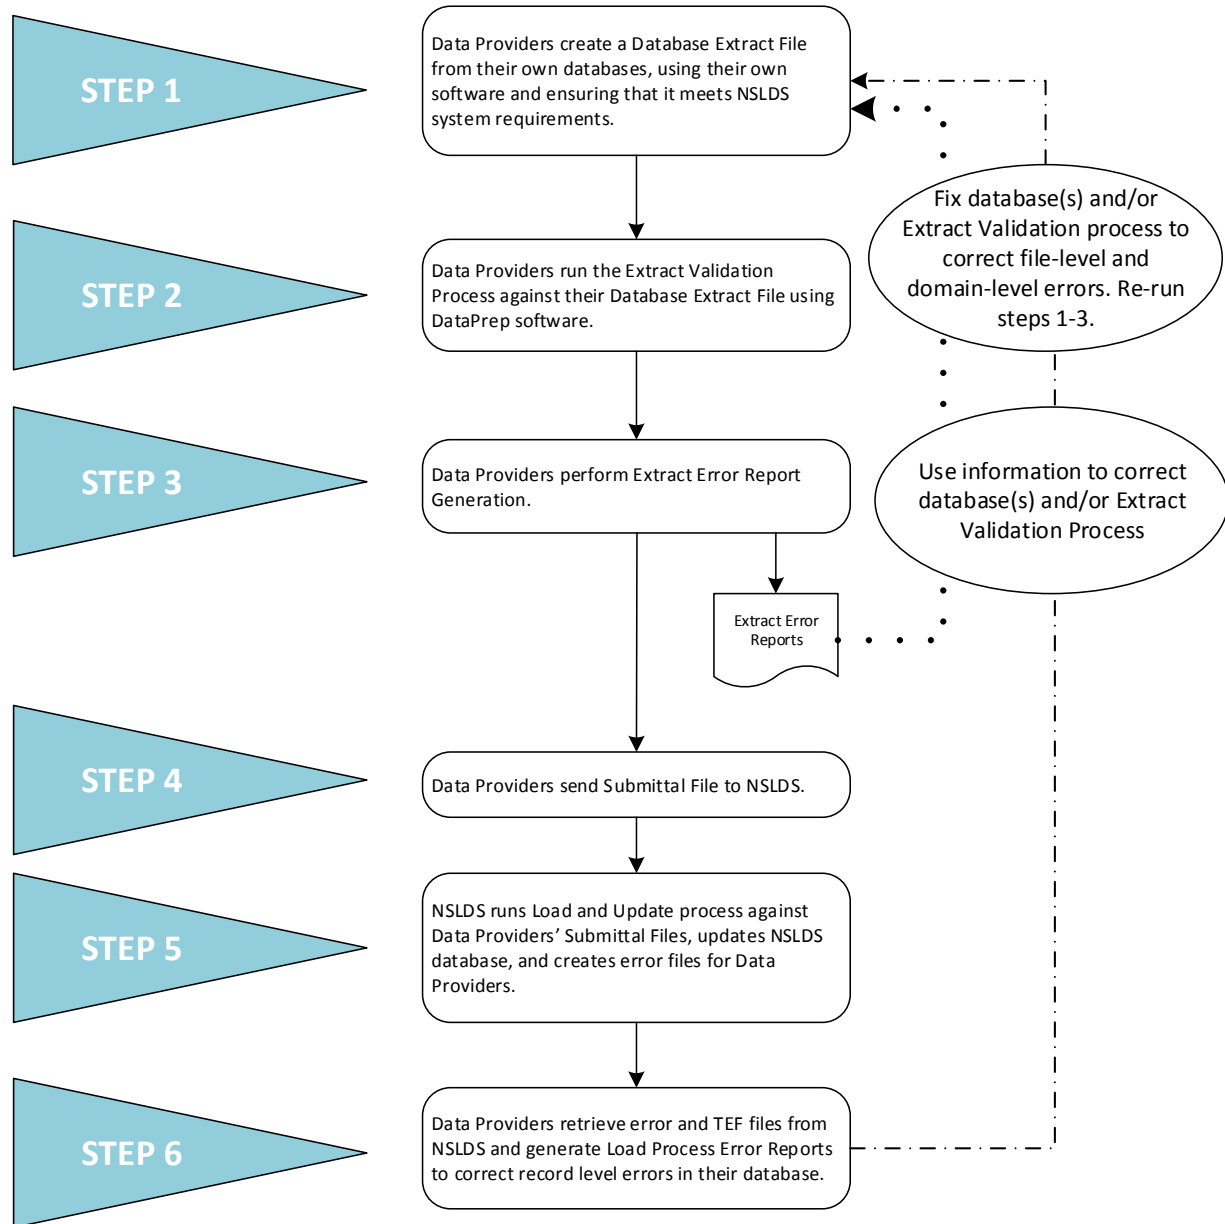 STEP 1
Data Providers create a Database Extract File
from their own databases, using their own
software and ensuring that it meets NSLDS
system requirements.
Fix database(s) and/or
Extract Validation process to
correct file-level and
domain-level errors. Re-run
steps 1-3.
STEP 2
Data Providers run the Extract Validation
Process against their Database Extract File using
DataPrep software.
STEP 3
Data Providers perform Extract Error Report
Generation.
Use information to correct
database(s) and/or Extract
Validation Process
Extract Error
Reports
STEP 4
Data Providers send Submittal File to NSLDS.
STEP 5
NSLDS runs Load and Update process against
Data Providers’ Submittal Files, updates NSLDS
database, and creates error files for Data
Providers.
STEP 6
Data Providers retrieve error and TEF files from
NSLDS and generate Load Process Error Reports
to correct record level errors in their database.